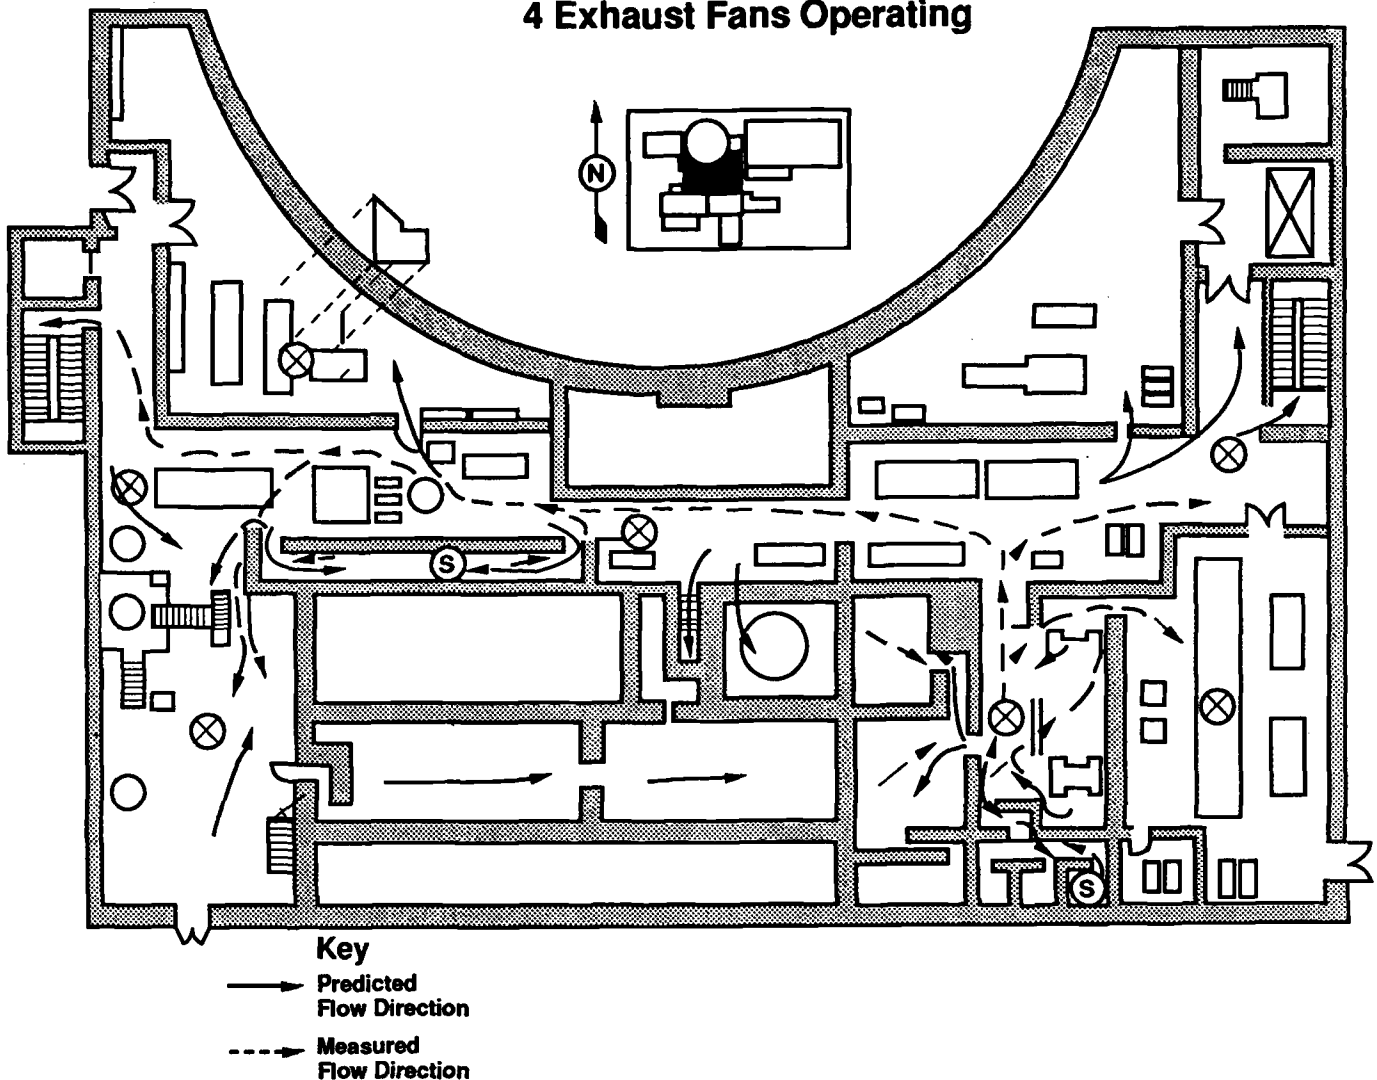 4 Exhaust Fans Operating
N
S
S
Key
Predicted
Flow Direction
Measured
Flow Direction